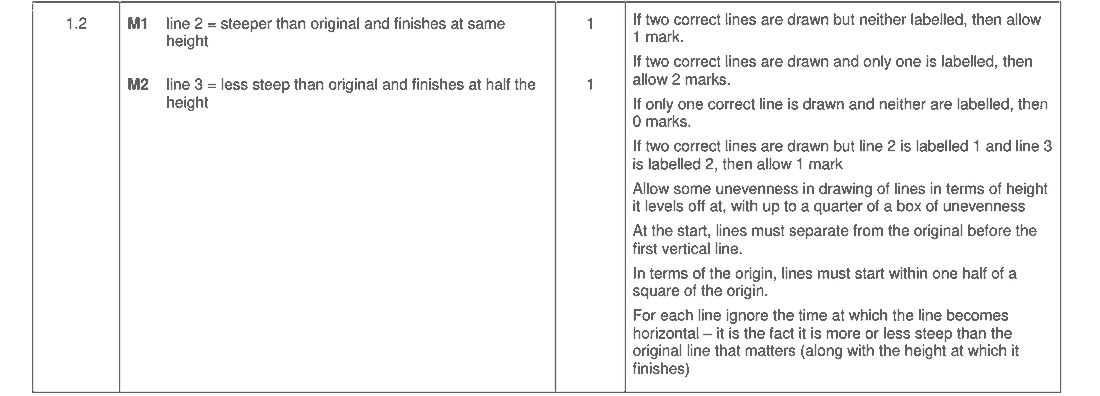 1.2
M1 line 2 = steeper than original and finishes at same
height
1
M2 line 3 = less steep than original and finishes at half the
height
1
If two correct lines are drawn but neither labelled, then allow
1 mark.
If two correct lines are drawn and only one is labelled, then
allow 2 marks.
If only one correct line is drawn and neither are labelled, then
0 marks.
If two correct lines are drawn but line 2 is labelled 1 and line 3
is labelled 2, then allow 1 mark
Allow some unevenness in drawing of lines in terms of height
it levels off at, with up to a quarter of a box of unevenness
At the start, lines must separate from the original before the
first vertical line.
In terms of the origin, lines must start within one half of a
square of the origin.
For each line ignore the time at which the line becomes
horizontal – it is the fact it is more or less steep than the
original line that matters (along with the height at which it
finishes)